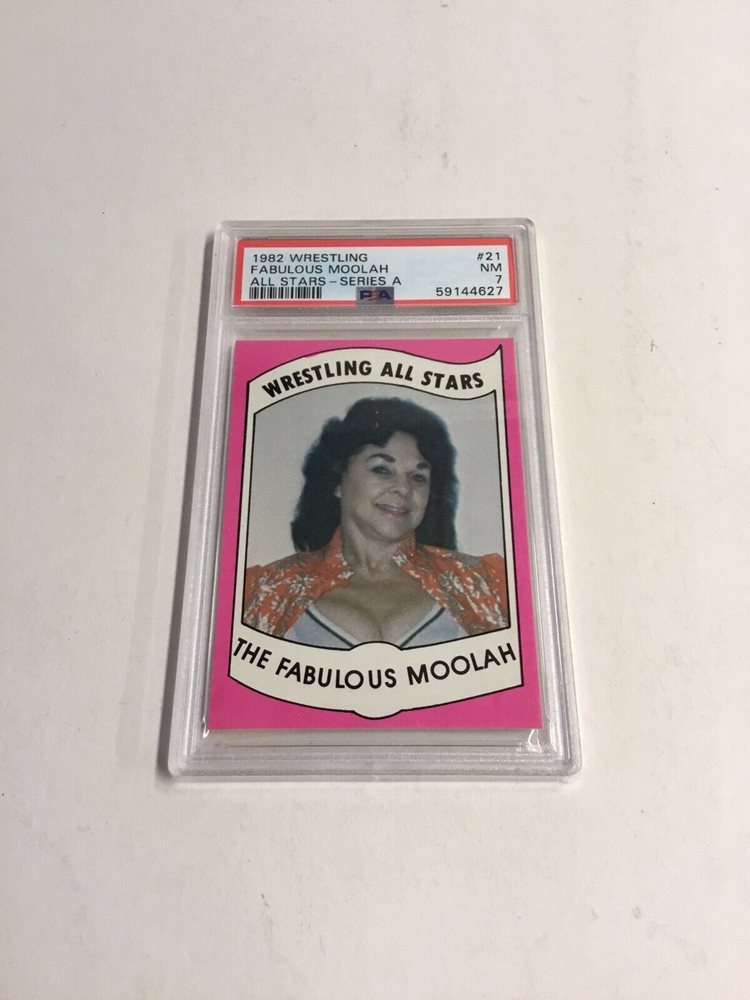 1982 WRESTLING #21
FABULOUS MOOLAH NM
ALL STARS - SERIES A 7
PSA 59144627
WRESTLING ALL STARS
THE FABULOUS MOOLAH